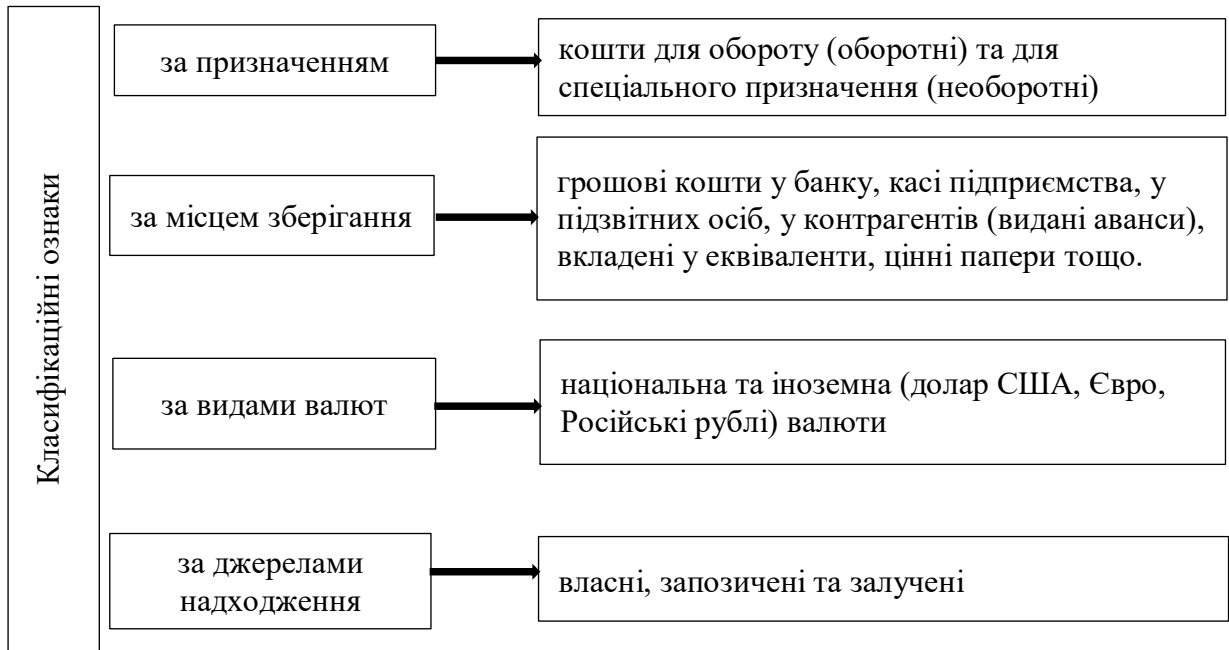 Класифікаційні ознаки
за призначенням
кошти для обороту (оборотні) та для
спеціального призначення (необоротні)
за місцем зберігання
грошові кошти у банку, касі підприємства, у
підзвітних осіб, у контрагентів (видані аванси),
вкладені у еквіваленти, цінні папери тощо.
за видами валют
національна та іноземна (долар США, Євро,
Російські рублі) валюти
за джерелами
надходження
власні, запозичені та залучені